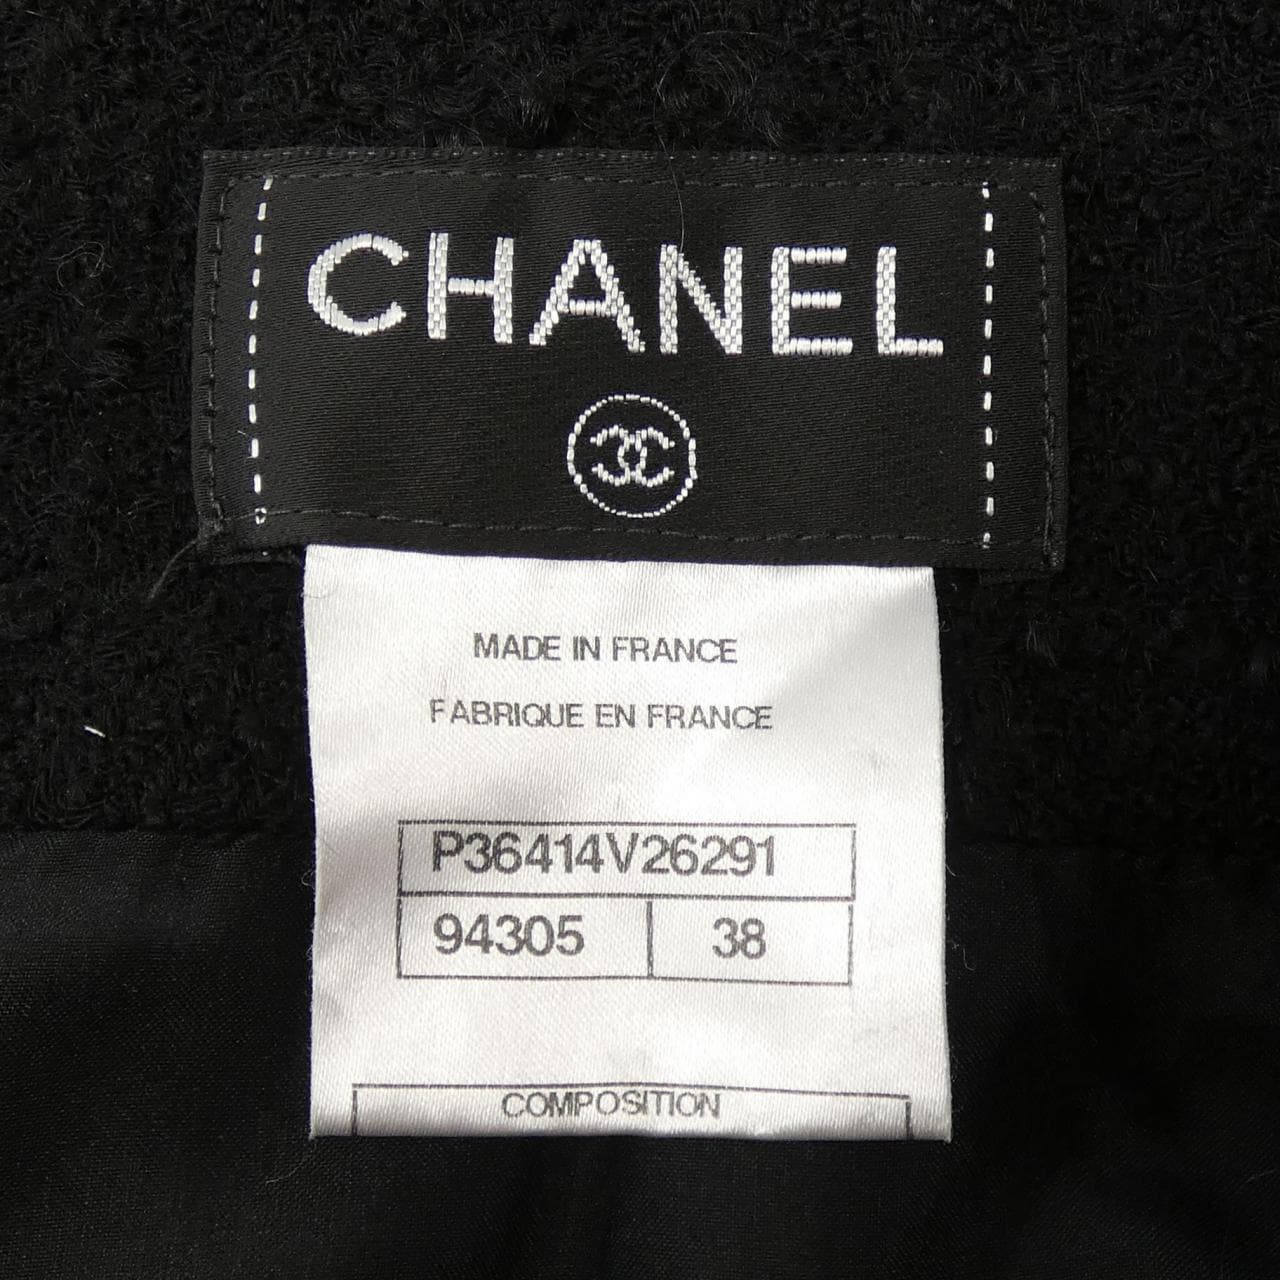 CHANEL
MADE IN FRANCE
FABRIQUE EN FRANCE
P36414V26291
94305 38
COMPOSITION